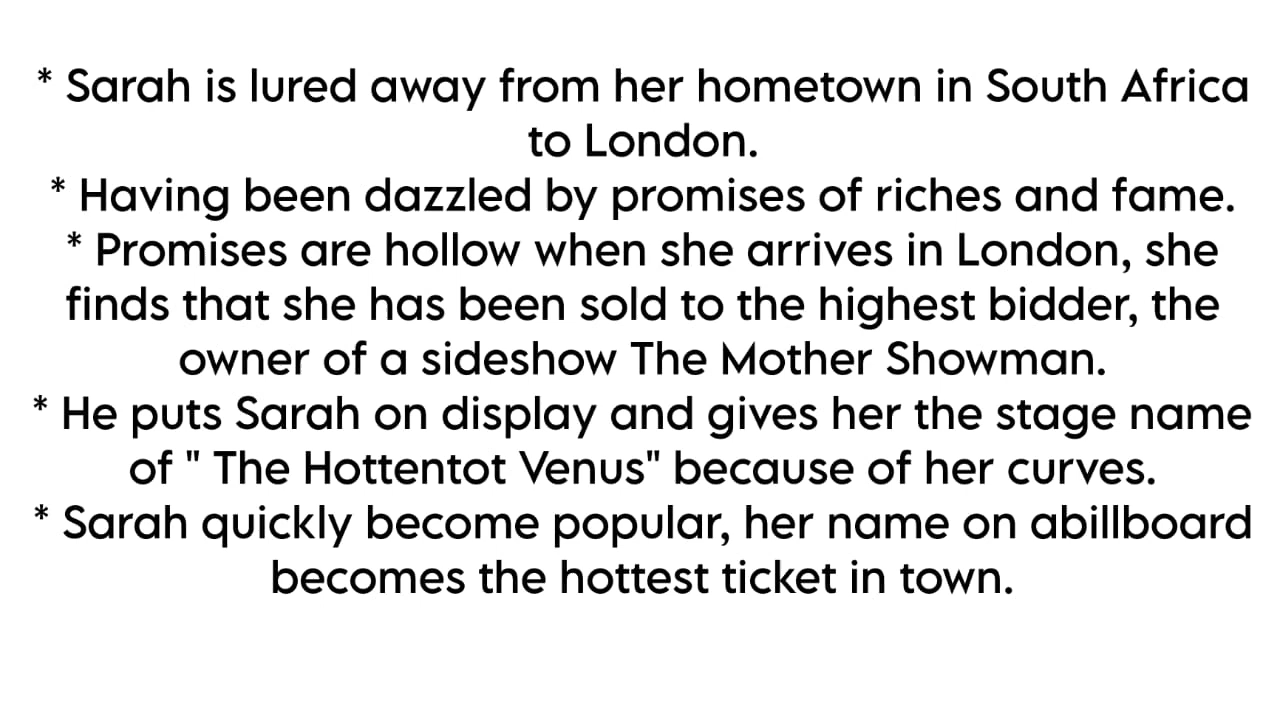 * Sarah is lured away from her hometown in South Africa
to London.
* Having been dazzled by promises of riches and fame.
* Promises are hollow when she arrives in London, she
finds that she has been sold to the highest bidder, the
owner of a sideshow The Mother Showman.
* He puts Sarah on display and gives her the stage name
of " The Hottentot Venus" because of her curves.
* Sarah quickly become popular, her name on abillboard
becomes the hottest ticket in town.